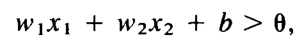 w₁x₁ + w₂x₂ + b > θ,